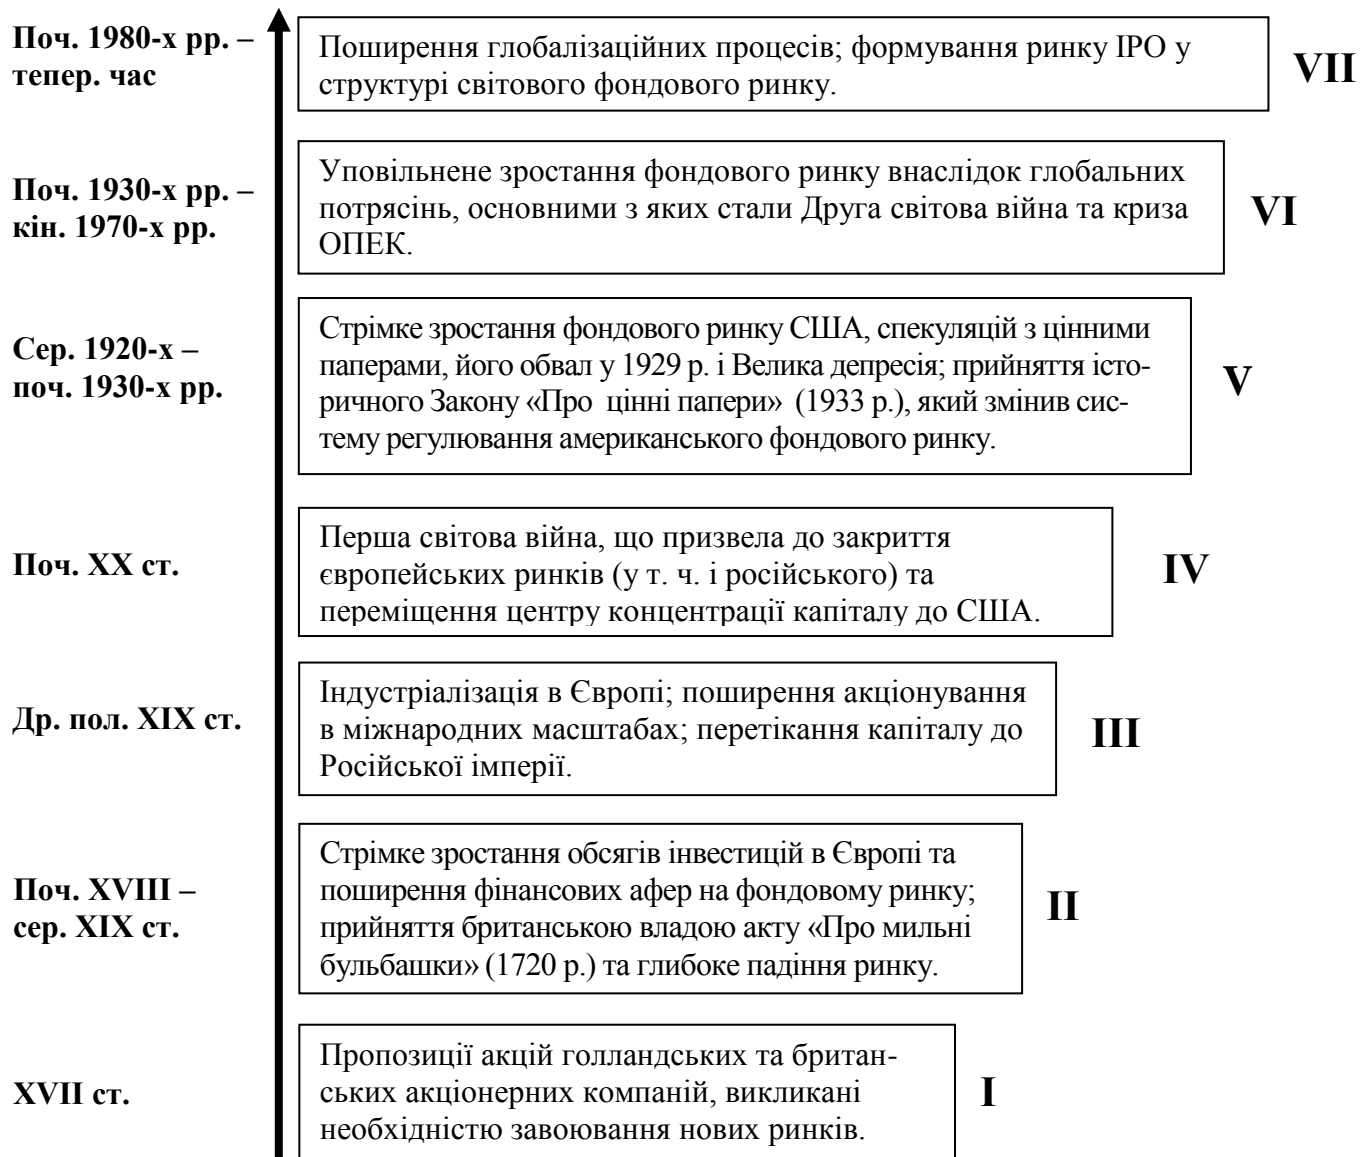 Поч. 1980-х рр. –
тепер. час
Поширення глобалізаційних процесів; формування ринку ІРО у
структурі світового фондового ринку.
VII
Поч. 1930-х рр. –
кін. 1970-х рр.
Уповільнене зростання фондового ринку внаслідок глобальних
потрясінь, основними з яких стали Друга світова війна та криза
ОПЕК.
VI
Сер. 1920-х –
поч. 1930-х рр.
Стрімке зростання фондового ринку США, спекуляцій з цінними
паперами, його обвал у 1929 р. і Велика депресія; прийняття істо-
ричного Закону «Про цінні папери» (1933 р.), який змінив сис-
тему регулювання американського фондового ринку.
V
Поч. ХХ ст.
Перша світова війна, що призвела до закриття
європейських ринків (у т. ч. і російського) та
переміщення центру концентрації капіталу до США.
IV
Др. пол. ХІХ ст.
Індустріалізація в Європі; поширення акціонування
в міжнародних масштабах; перетікання капіталу до
Російської імперії.
III
Поч. XVIII –
сер. ХІХ ст.
Стрімке зростання обсягів інвестицій в Європі та
поширення фінансових афер на фондовому ринку;
прийняття британською владою акту «Про мильні
бульбашки» (1720 р.) та глибоке падіння ринку.
II
XVII ст.
Пропозиції акцій голландських та британ-
ських акціонерних компаній, викликані
необхідністю завоювання нових ринків.
I